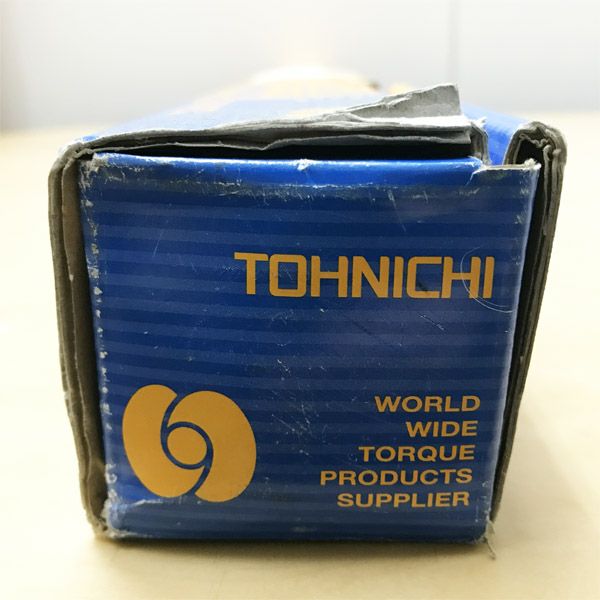 TOHNICHI
WORLD
WIDE
TORQUE
PRODUCTS
SUPPLIER